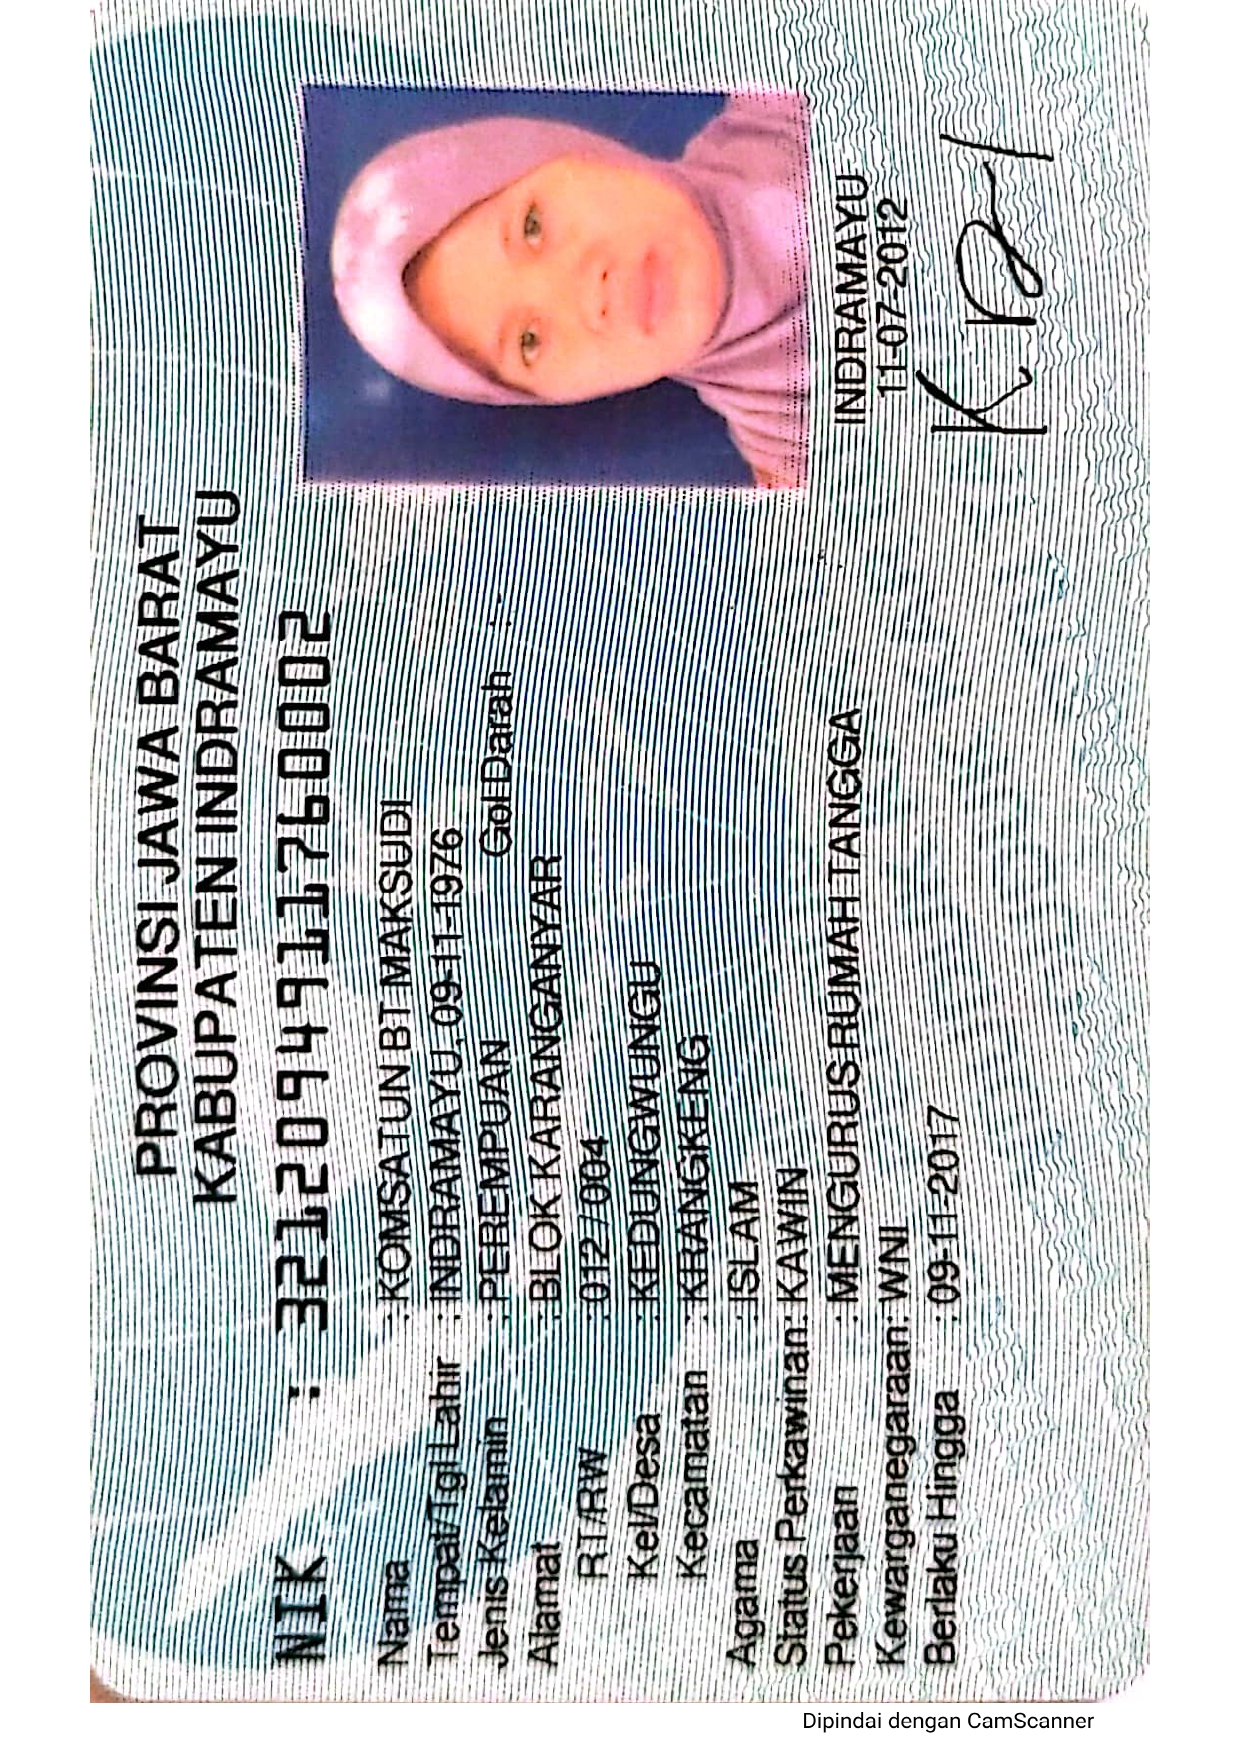 PROVINSI JAWA BARAT
KABUPATEN INDRAMAYU
NIK : 3212094911760002
Nama : KOMSATUN BT MAKSUDI
Tempat/Tgl Lahir : INDRAMAYU, 09-11-1976
Jenis Kelamin : PEREMPUAN Gol Darah : -
Alamat : BLOK KARANGANYAR
RT/RW : 012 / 004
Kel/Desa : KEDUNGWUNGU
Kecamatan : KRANGKENG
Agama : ISLAM
Status Perkawinan: KAWIN
Pekerjaan : MENGURUS RUMAH TANGGA
Kewarganegaraan: WNI
Berlaku Hingga : 09-11-2017
INDRAMAYU
11-07-2012
Dipindai dengan CamScanner